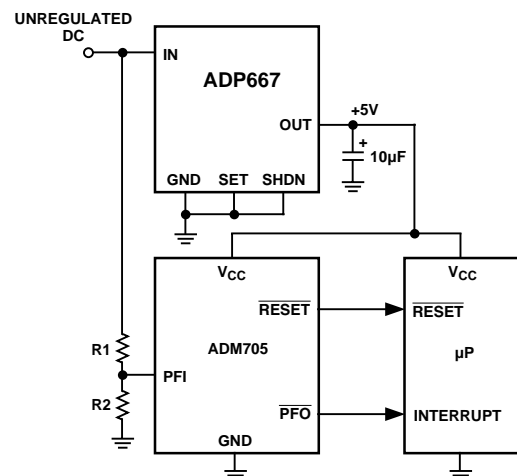 UNREGULATED
DC
IN
ADP667
OUT
+5V
+
10µF
GND SET SHDN
VCC
VCC
RESET
RESET
R1
ADM705
µP
PFI
R2
PFO
INTERRUPT
GND